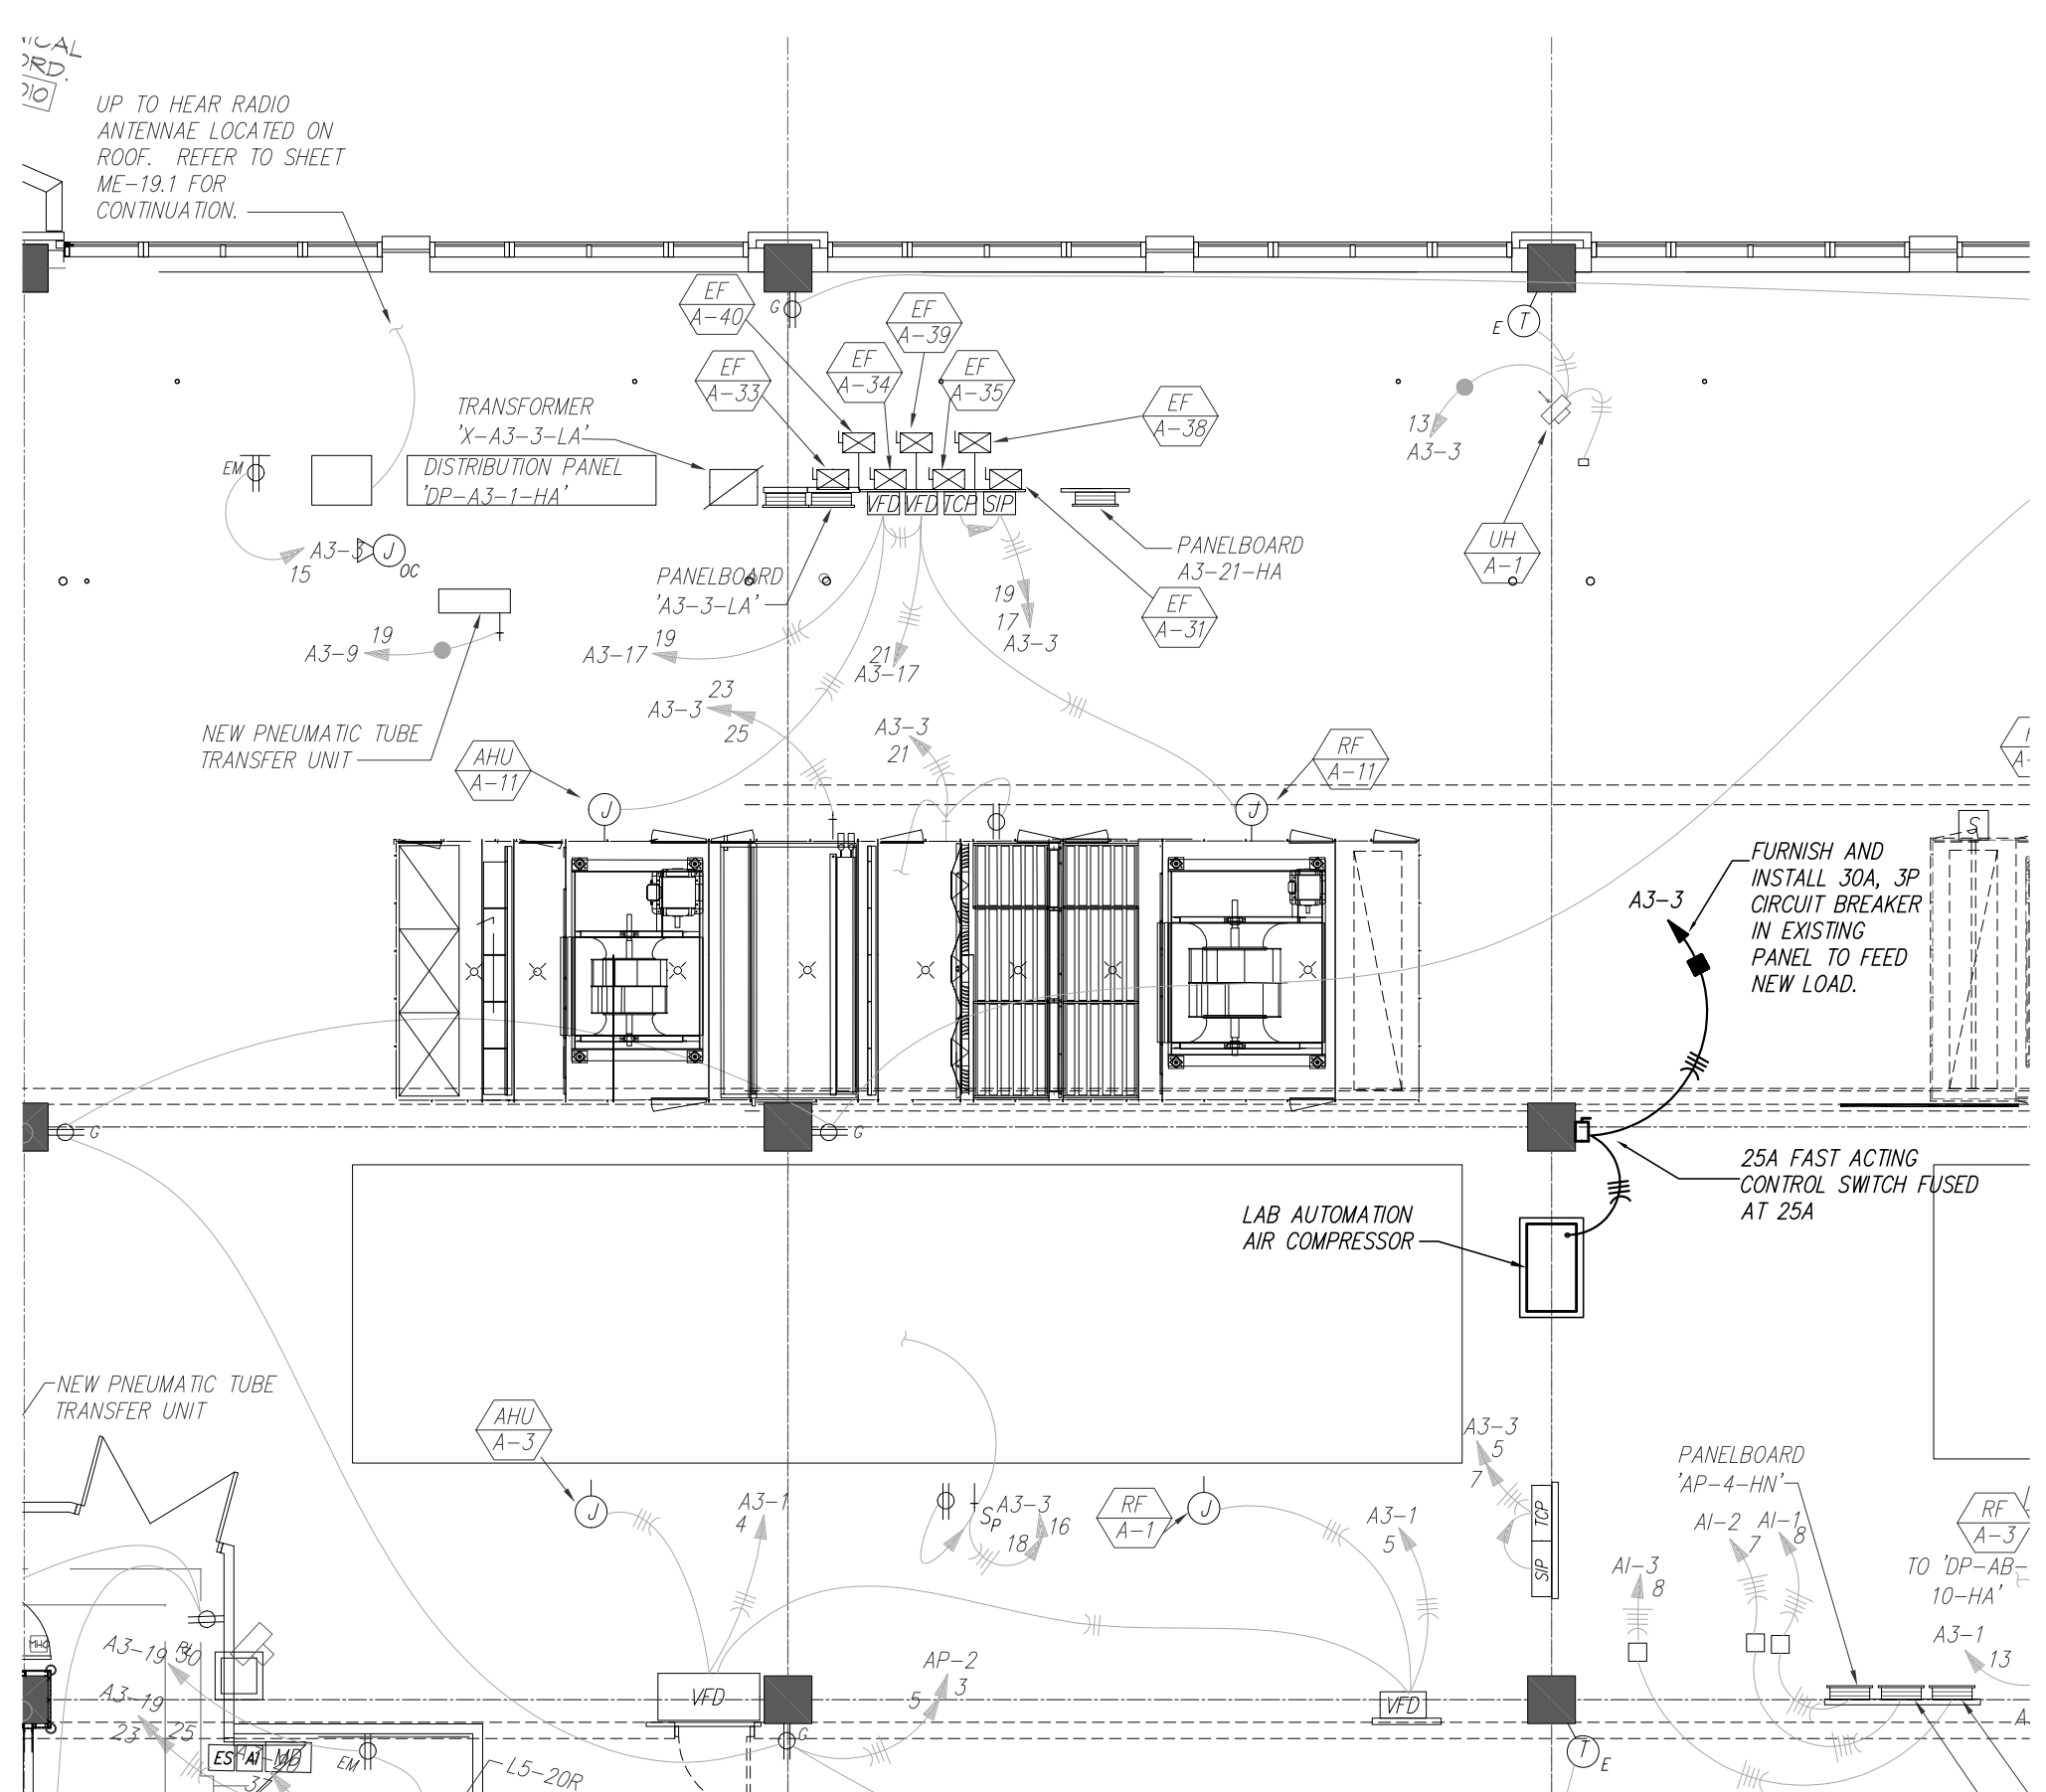 UP TO HEAR RADIO
ANTENNAE LOCATED ON
ROOF. REFER TO SHEET
ME-19.1 FOR
CONTINUATION.
EF
A-40
G
EF
A-39
E
T
EF
A-33
EF
A-34
EF
A-35
EF
A-38
TRANSFORMER
'X-A3-3-LA'
13
A3-3
EM
DISTRIBUTION PANEL
'DP-A3-1-HA'
VFD
VFD
TCP
SIP
A3-3
15
J
OC
PANELBOARD
'A3-3-LA'
PANELBOARD
A3-21-HA
UH
A-1
EF
A-31
19
17
A3-3
19
A3-9
19
A3-17
21
A3-17
23
A3-3
25
A3-3
21
NEW PNEUMATIC TUBE
TRANSFER UNIT
AHU
A-11
RF
A-11
J
J
S
FURNISH AND
INSTALL 30A, 3P
CIRCUIT BREAKER
IN EXISTING
PANEL TO FEED
NEW LOAD.
A3-3
G
G
25A FAST ACTING
CONTROL SWITCH FUSED
AT 25A
LAB AUTOMATION
AIR COMPRESSOR
NEW PNEUMATIC TUBE
TRANSFER UNIT
AHU
A-3
J
A3-1
4
SP
A3-3
16
18
RF
A-1
J
A3-1
5
A3-3
5
7
TCP
SIP
PANELBOARD
'AP-4-HN'
AI-2
7
AI-1
8
AI-3
8
RF
A-3
TO 'DP-AB-
10-HA'
A3-1
13
MHO
A3-19
30
A3-19
23
25
VFD
AP-2
3
5
G
VFD
T
E
ES
A1
MD
37
EM
L5-20R